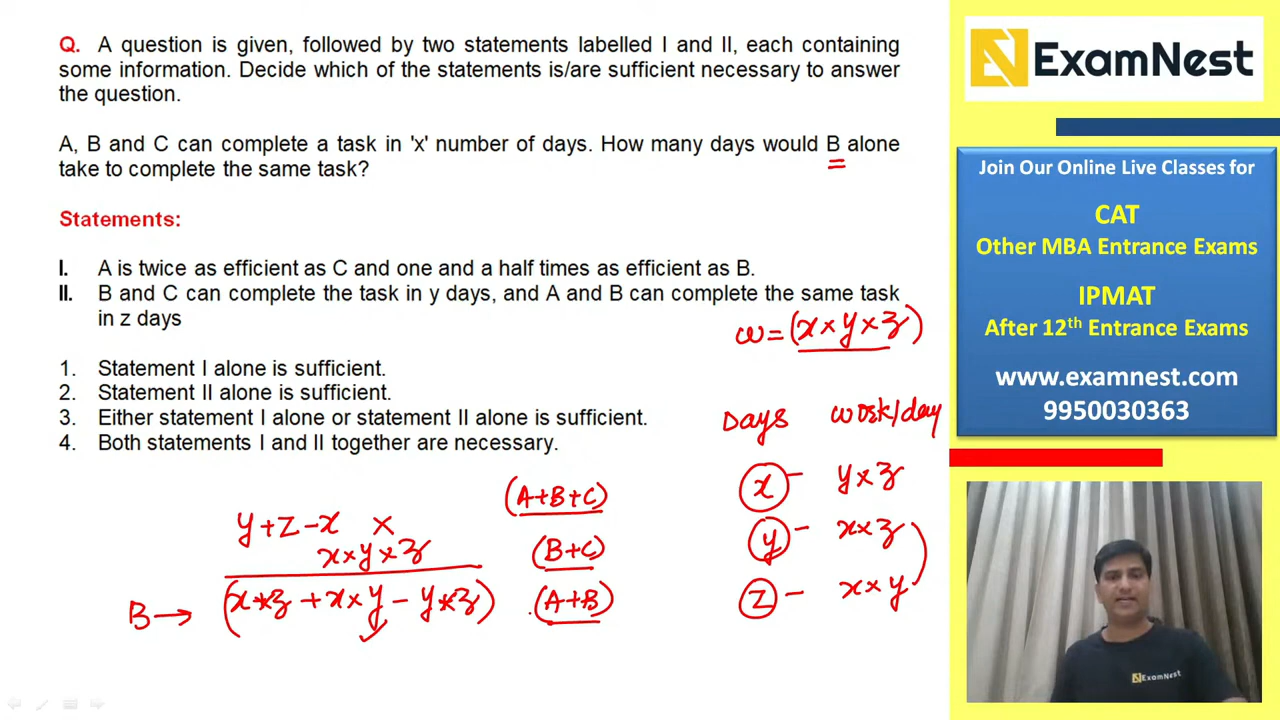 Q. A question is given, followed by two statements labelled I and II, each containing
some information. Decide which of the statements is/are sufficient necessary to answer
the question.
A, B and C can complete a task in 'x' number of days. How many days would B alone
take to complete the same task?
Statements:
I. A is twice as efficient as C and one and a half times as efficient as B.
II. B and C can complete the task in y days, and A and B can complete the same task
in z days
1. Statement I alone is sufficient.
2. Statement II alone is sufficient.
3. Either statement I alone or statement II alone is sufficient.
4. Both statements I and II together are necessary.
w=(x×y×z)
Days work/day
(A+B+C) x – y×z
(B+C) y – x×z
(A+B) z – x×y
y+z-x ×
x×y×z
B→ (x*z+x×y-y*z)
ExamNest
Join Our Online Live Classes for
CAT
Other MBA Entrance Exams
IPMAT
After 12th Entrance Exams
www.examnest.com
9950030363
ExamNest